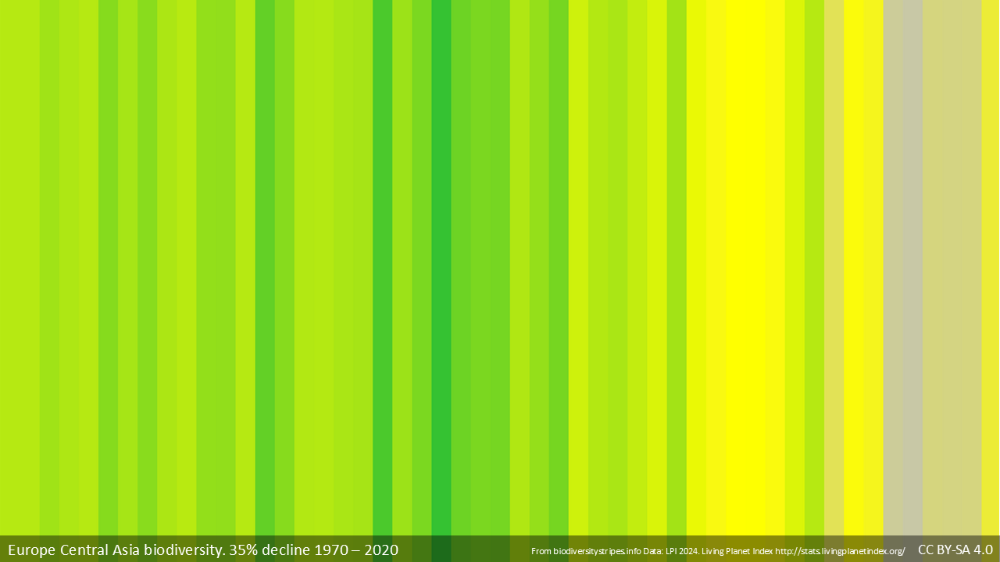 Europe Central Asia biodiversity. 35% decline 1970 – 2020
From biodiversitystripes.info Data: LPI 2024. Living Planet Index http://stats.livingplanetindex.org/
CC BY-SA 4.0